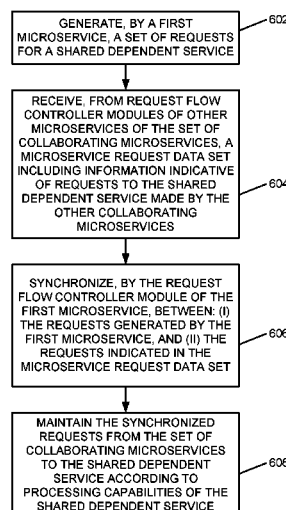 GENERATE, BY A FIRST
MICROSERVICE, A SET OF REQUESTS
FOR A SHARED DEPENDENT SERVICE
602
RECEIVE, FROM REQUEST FLOW
CONTROLLER MODULES OF OTHER
MICROSERVICES OF THE SET OF
COLLABORATING MICROSERVICES, A
MICROSERVICE REQUEST DATA SET
INCLUDING INFORMATION INDICATIVE
OF REQUESTS TO THE SHARED
DEPENDENT SERVICE MADE BY THE
OTHER COLLABORATING
MICROSERVICES
604
SYNCHRONIZE, BY THE REQUEST
FLOW CONTROLLER MODULE OF THE
FIRST MICROSERVICE, BETWEEN: (I)
THE REQUESTS GENERATED BY THE
FIRST MICROSERVICE, AND (II) THE
REQUESTS INDICATED IN THE
MICROSERVICE REQUEST DATA SET
606
MAINTAIN THE SYNCHRONIZED
REQUESTS FROM THE SET OF
COLLABORATING MICROSERVICES
TO THE SHARED DEPENDENT
SERVICE ACCORDING TO
PROCESSING CAPABILITIES OF THE
SHARED DEPENDENT SERVICE
608